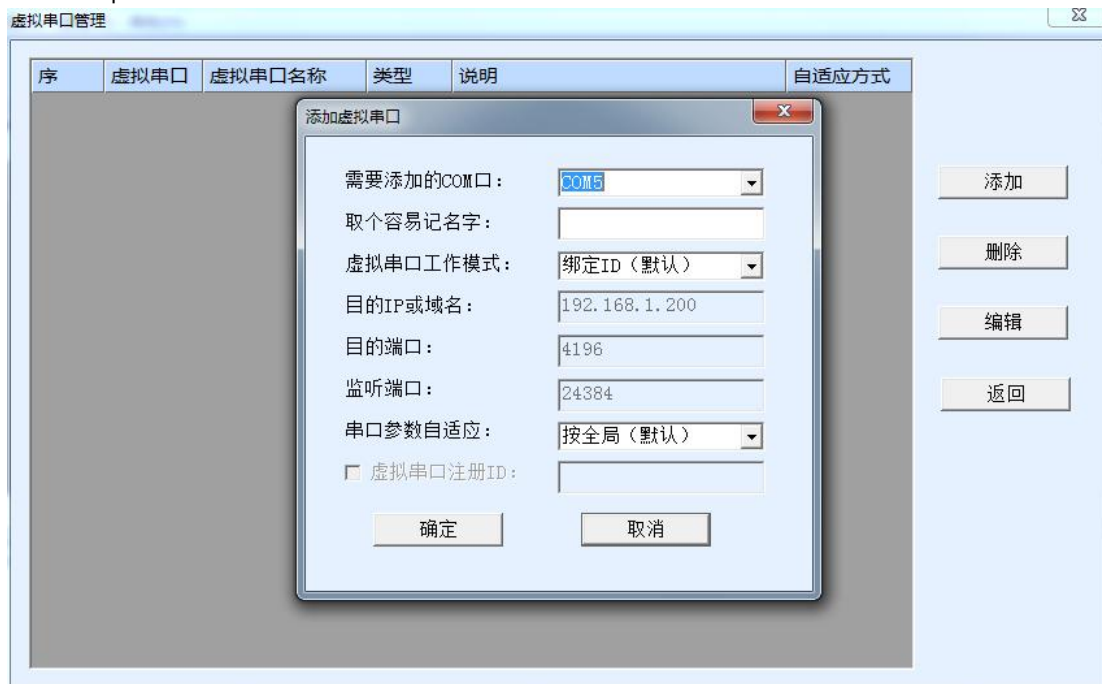 虚拟串口管理
序 虚拟串口 虚拟串口名称 类型 说明 自适应方式
添加虚拟串口
需要添加的COM口： COM5
取个容易记名字：
虚拟串口工作模式： 绑定ID（默认）
目的IP或域名： 192.168.1.200
目的端口： 4196
监听端口： 24384
串口参数自适应： 按全局（默认）
虚拟串口注册ID：
确定 取消
添加
删除
编辑
返回